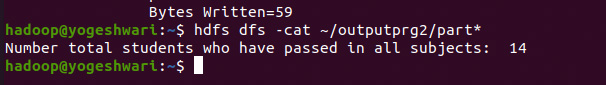 Bytes Written=59
hadoop@yogeshwari:~$ hdfs dfs -cat ~/outputprg2/part*
Number total students who have passed in all subjects:  14
hadoop@yogeshwari:~$